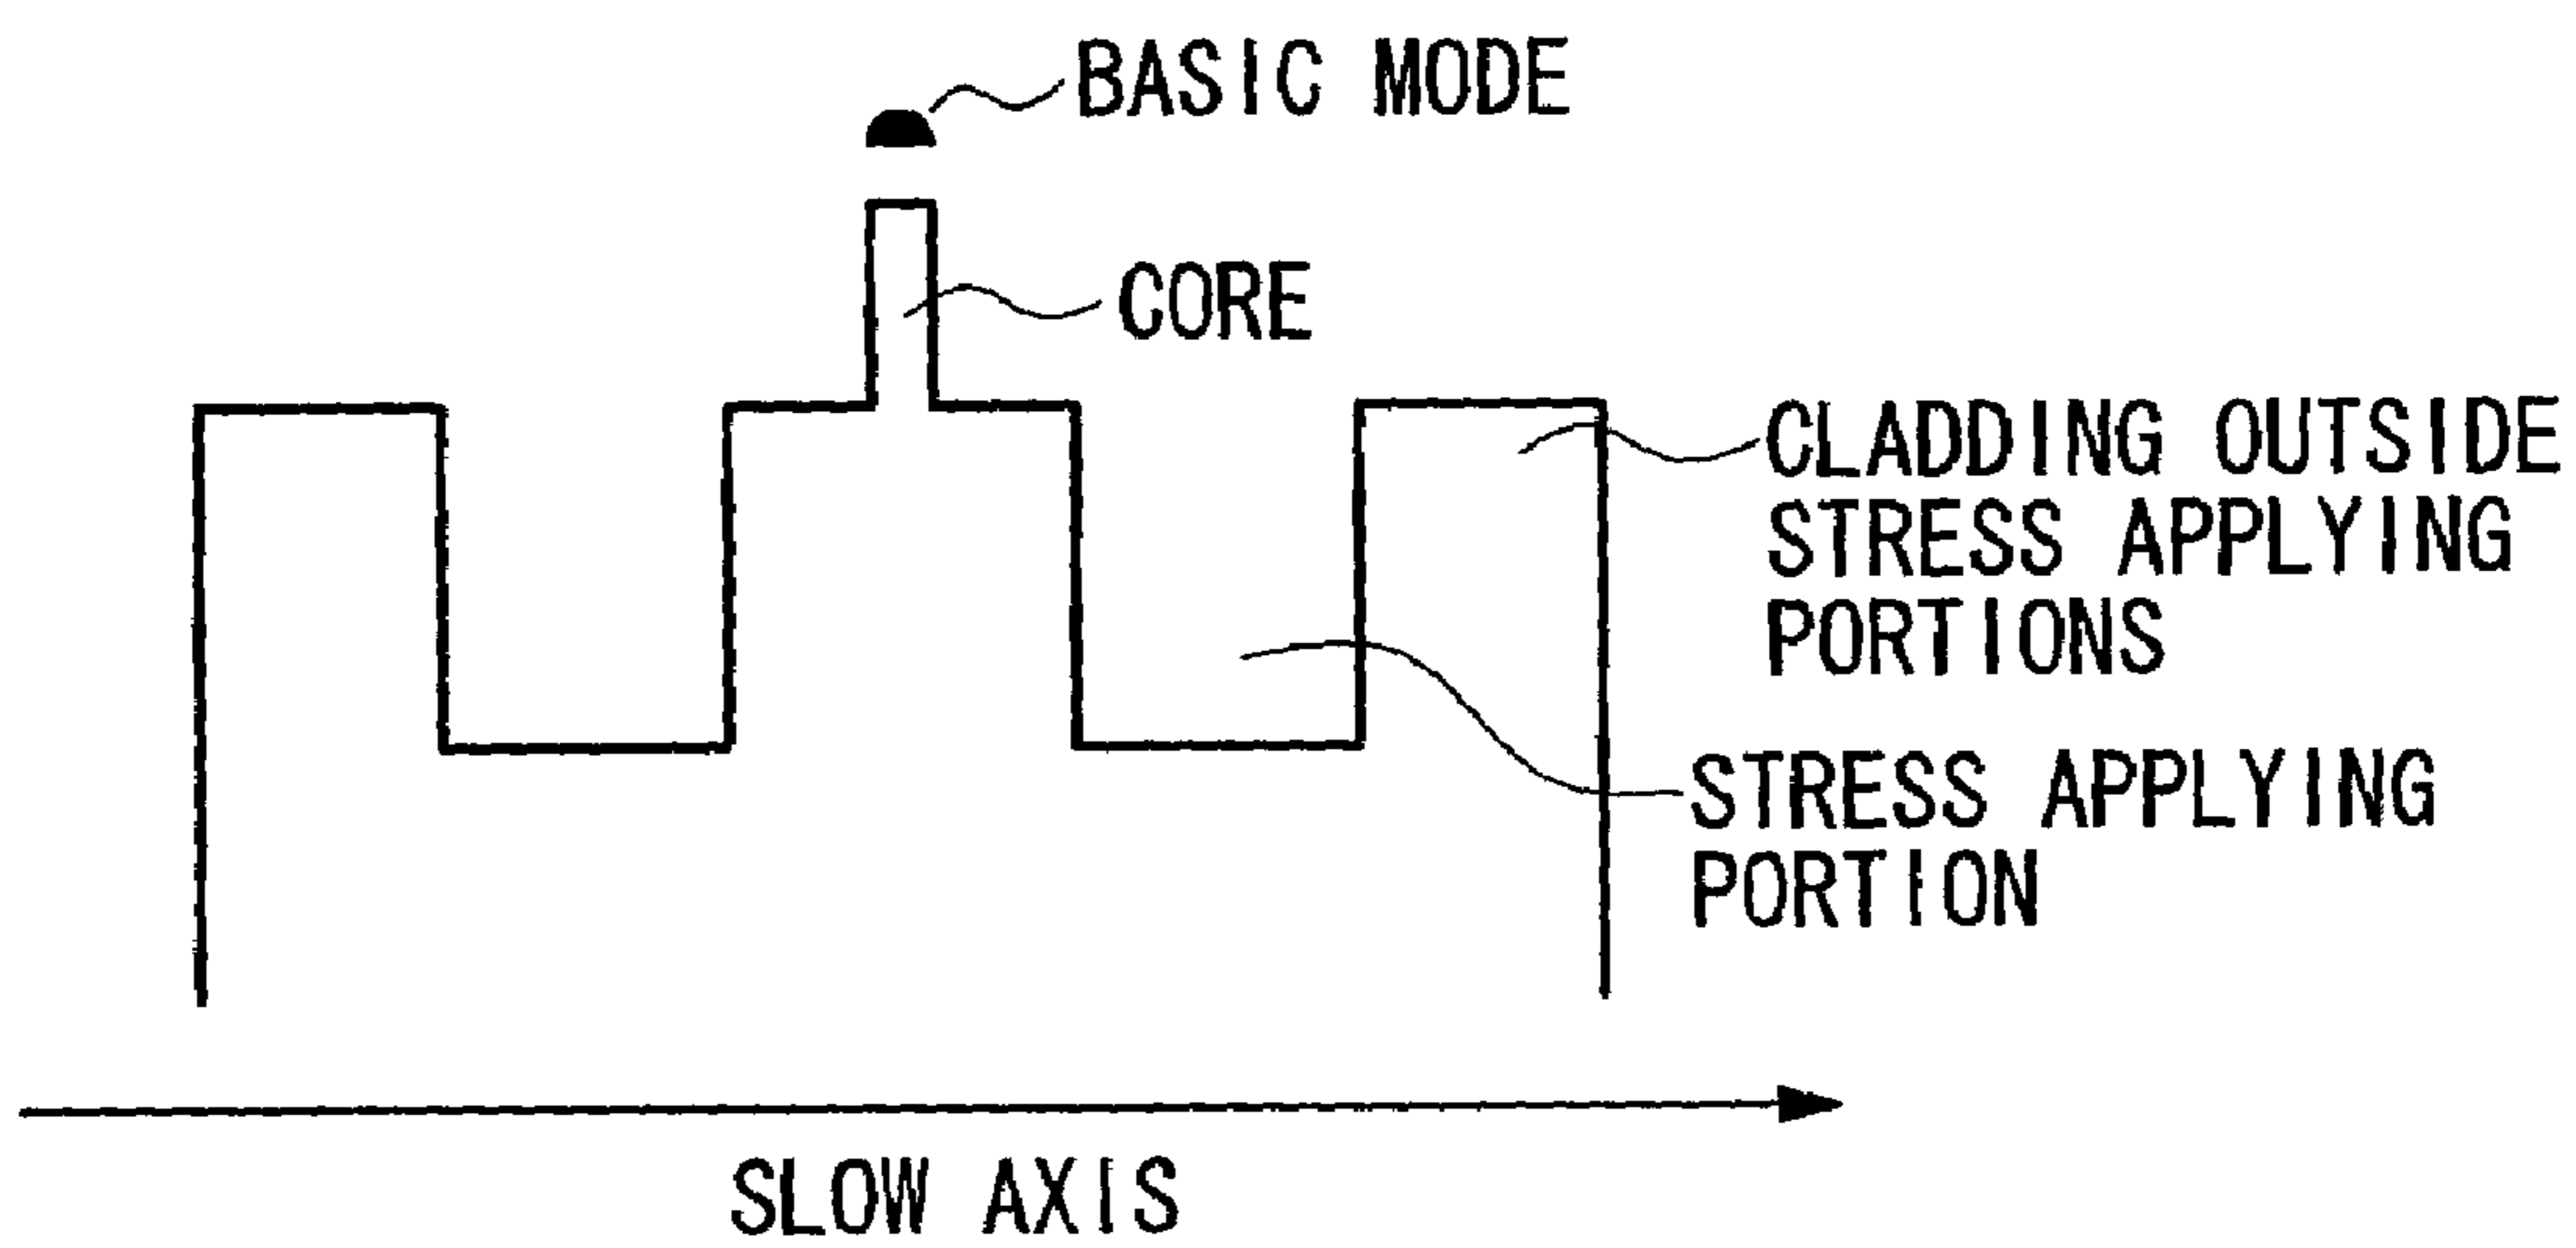 BASIC MODE
CORE
CLADDING OUTSIDE
STRESS APPLYING
PORTIONS
STRESS APPLYING
PORTION
SLOW AXIS